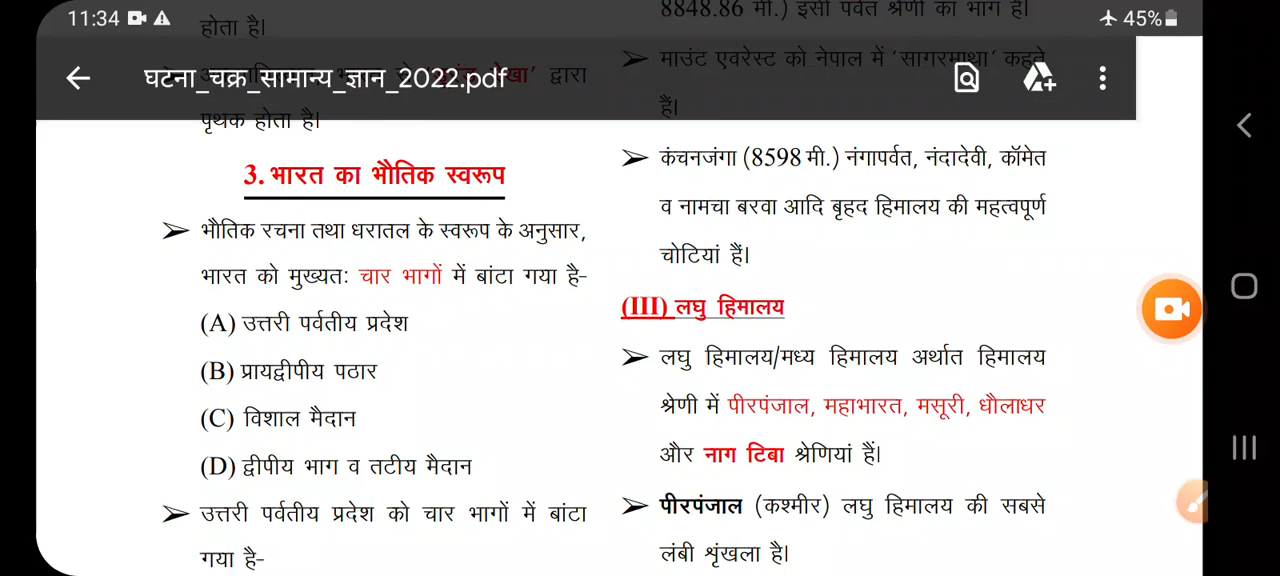 11:34
45%
घटना_चक्र_सामान्य_ज्ञान_2022.pdf
होता है।
द्वारा
पृथक होता है।
3. भारत का भौतिक स्वरूप
➢ भौतिक रचना तथा धरातल के स्वरूप के अनुसार,
भारत को मुख्यतः चार भागों में बांटा गया है-
(A) उत्तरी पर्वतीय प्रदेश
(B) प्रायद्वीपीय पठार
(C) विशाल मैदान
(D) द्वीपीय भाग व तटीय मैदान
➢ उत्तरी पर्वतीय प्रदेश को चार भागों में बांटा
गया है-
8848.86 मी.) इसी पर्वत श्रेणी का भाग है।
➢ माउंट एवरेस्ट को नेपाल में ‘सागरमाथा’ कहते
हैं।
➢ कंचनजंगा (8598 मी.) नंगापर्वत, नंदादेवी, कॉमेत
व नामचा बरवा आदि बृहद हिमालय की महत्वपूर्ण
चोटियां हैं।
(III) लघु हिमालय
➢ लघु हिमालय/मध्य हिमालय अर्थात हिमालय
श्रेणी में पीरपंजाल, महाभारत, मसूरी, धौलाधर
और नाग टिबा श्रेणियां हैं।
➢ पीरपंजाल (कश्मीर) लघु हिमालय की सबसे
लंबी शृंखला है।